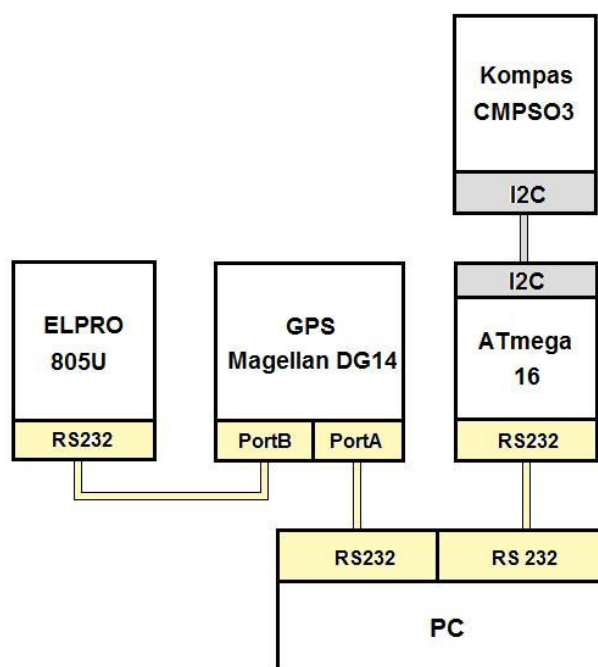 Kompas
CMPSO3
I2C
I2C
ATmega
16
RS232
ELPRO
805U
RS232
GPS
Magellan DG14
PortB
PortA
RS232
RS 232
PC